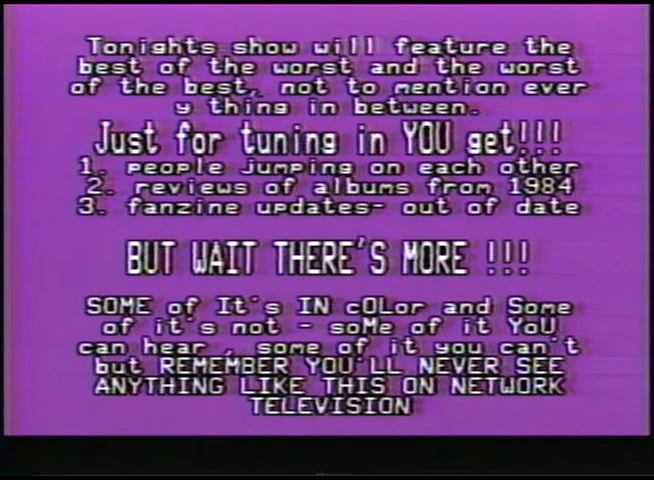 Tonights show will feature the
best of the worst and the worst
of the best, not to mention ever
y thing in between.
Just for tuning in YOU get!!!
1. people jumping on each other
2. reviews of albums from 1984
3. fanzine updates- out of date
BUT WAIT THERE'S MORE !!!
SOME of It's IN cOLor and Some
of it's not - soMe of it YoU
can hear , some of it you can't
but REMEMBER YOU'LL NEVER SEE
ANYTHING LIKE THIS ON NETWORK
TELEVISION